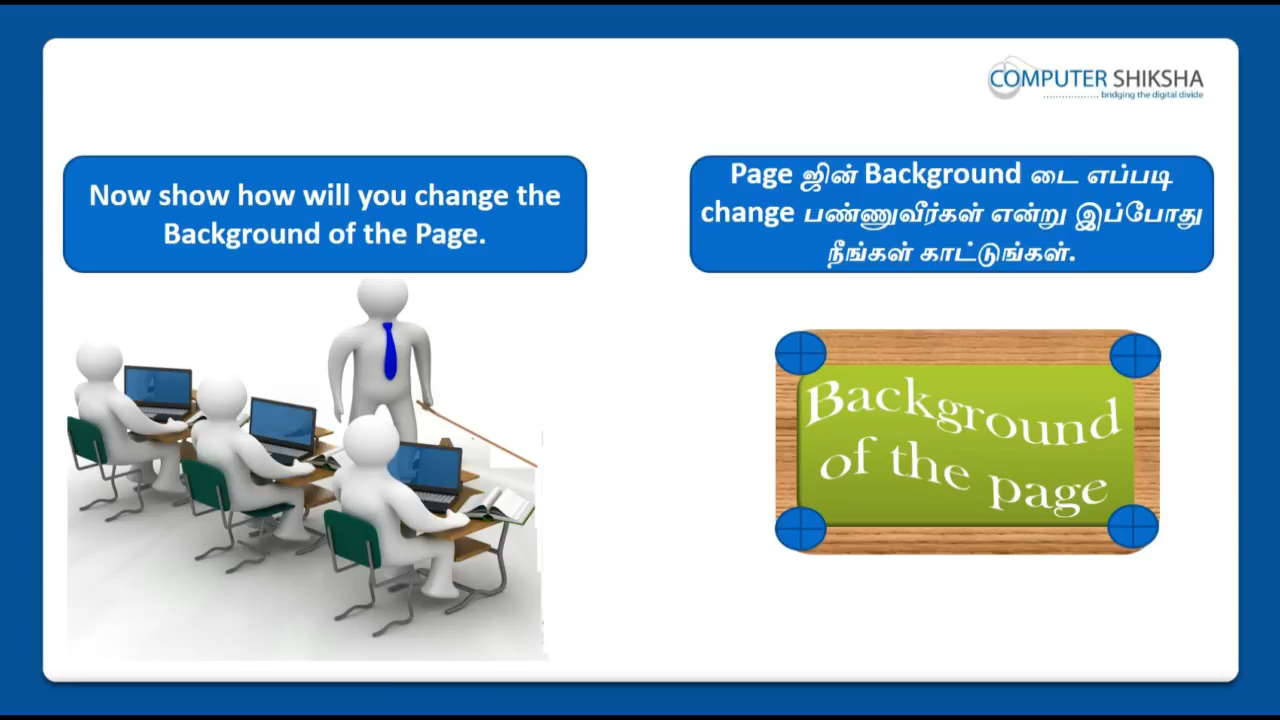 COMPUTER SHIKSHA
.................. bridging the digital divide
Now show how will you change the
Background of the Page.
Page ஜின் Background டை எப்படி
change பண்ணுவீர்கள் என்று இப்போது
நீங்கள் காட்டுங்கள்.
Background
of the page